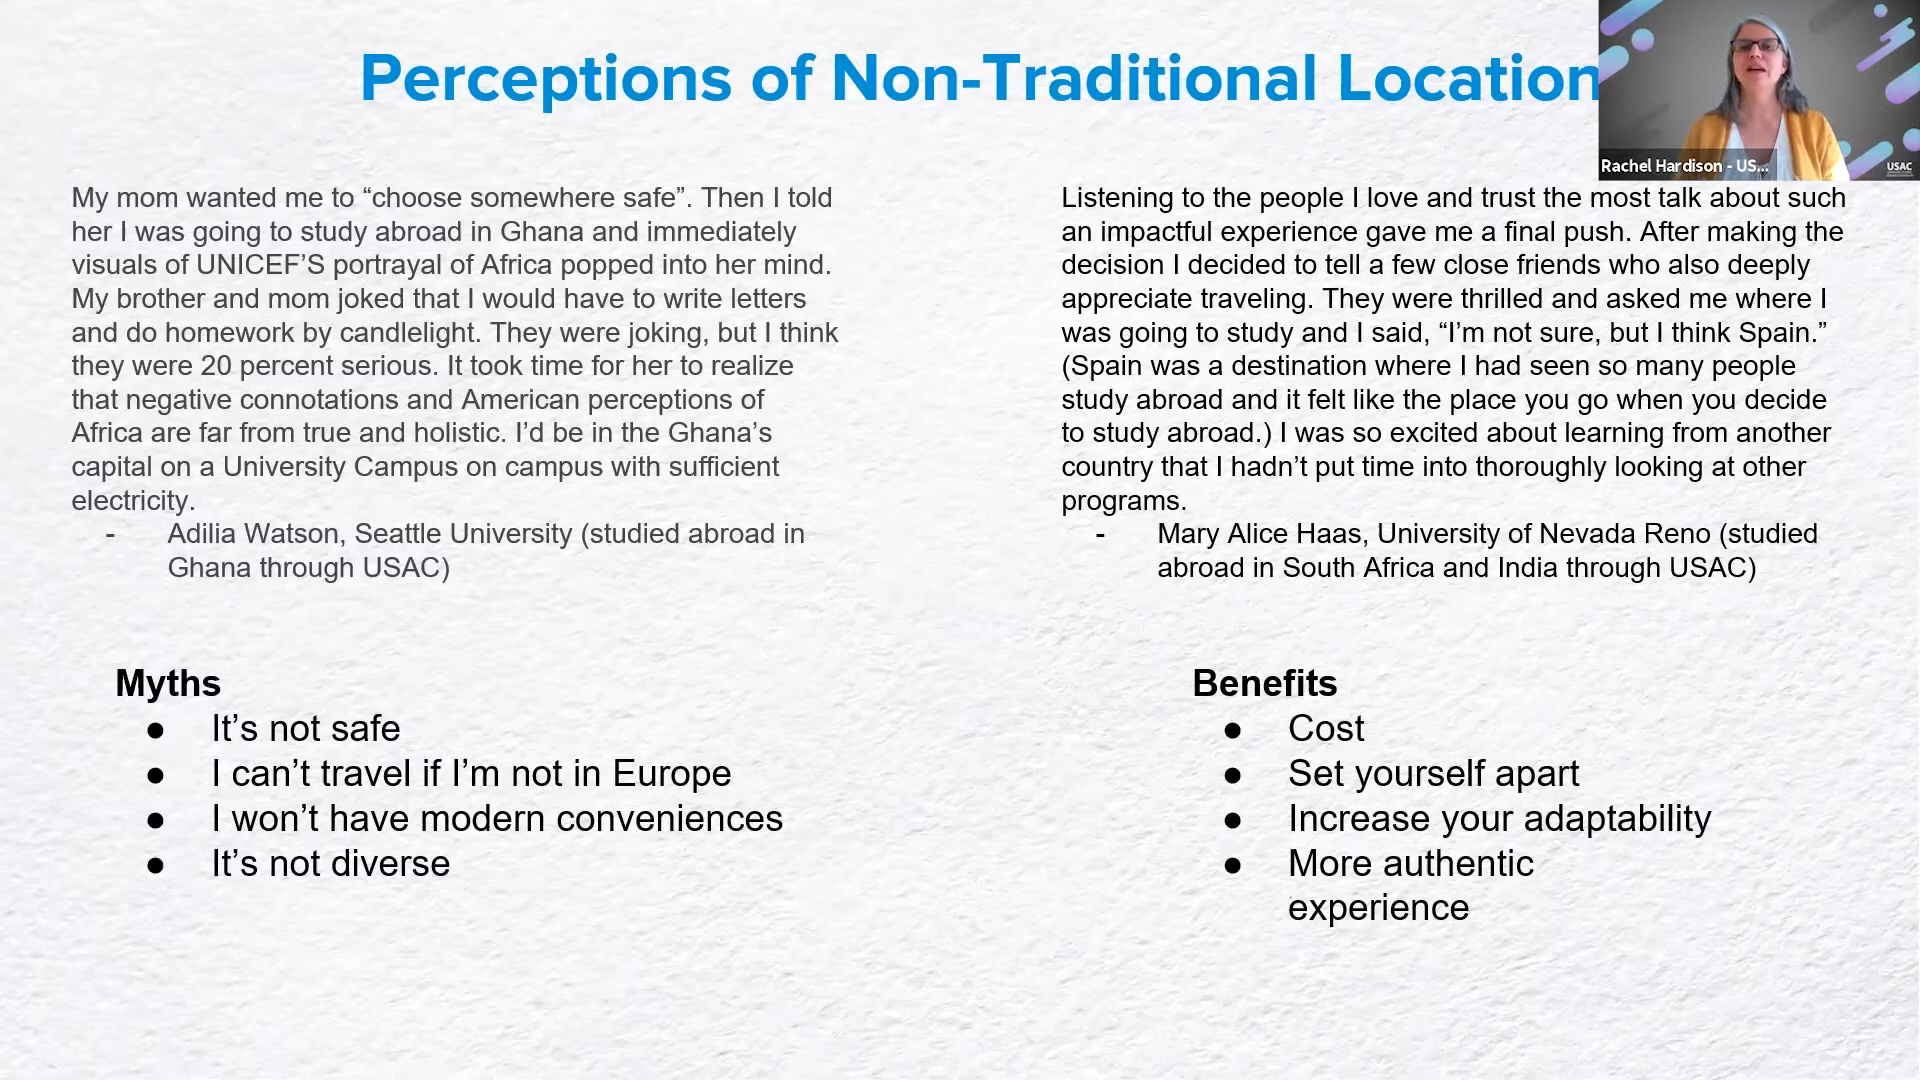 Perceptions of Non-Traditional Location
Rachel Hardison - US...
USAC
My mom wanted me to “choose somewhere safe”. Then I told
her I was going to study abroad in Ghana and immediately
visuals of UNICEF’S portrayal of Africa popped into her mind.
My brother and mom joked that I would have to write letters
and do homework by candlelight. They were joking, but I think
they were 20 percent serious. It took time for her to realize
that negative connotations and American perceptions of
Africa are far from true and holistic. I’d be in the Ghana’s
capital on a University Campus on campus with sufficient
electricity.
- Adilia Watson, Seattle University (studied abroad in
Ghana through USAC)
Listening to the people I love and trust the most talk about such
an impactful experience gave me a final push. After making the
decision I decided to tell a few close friends who also deeply
appreciate traveling. They were thrilled and asked me where I
was going to study and I said, “I’m not sure, but I think Spain.”
(Spain was a destination where I had seen so many people
study abroad and it felt like the place you go when you decide
to study abroad.) I was so excited about learning from another
country that I hadn’t put time into thoroughly looking at other
programs.
- Mary Alice Haas, University of Nevada Reno (studied
abroad in South Africa and India through USAC)
Myths
● It’s not safe
● I can’t travel if I’m not in Europe
● I won’t have modern conveniences
● It’s not diverse
Benefits
● Cost
● Set yourself apart
● Increase your adaptability
● More authentic
experience